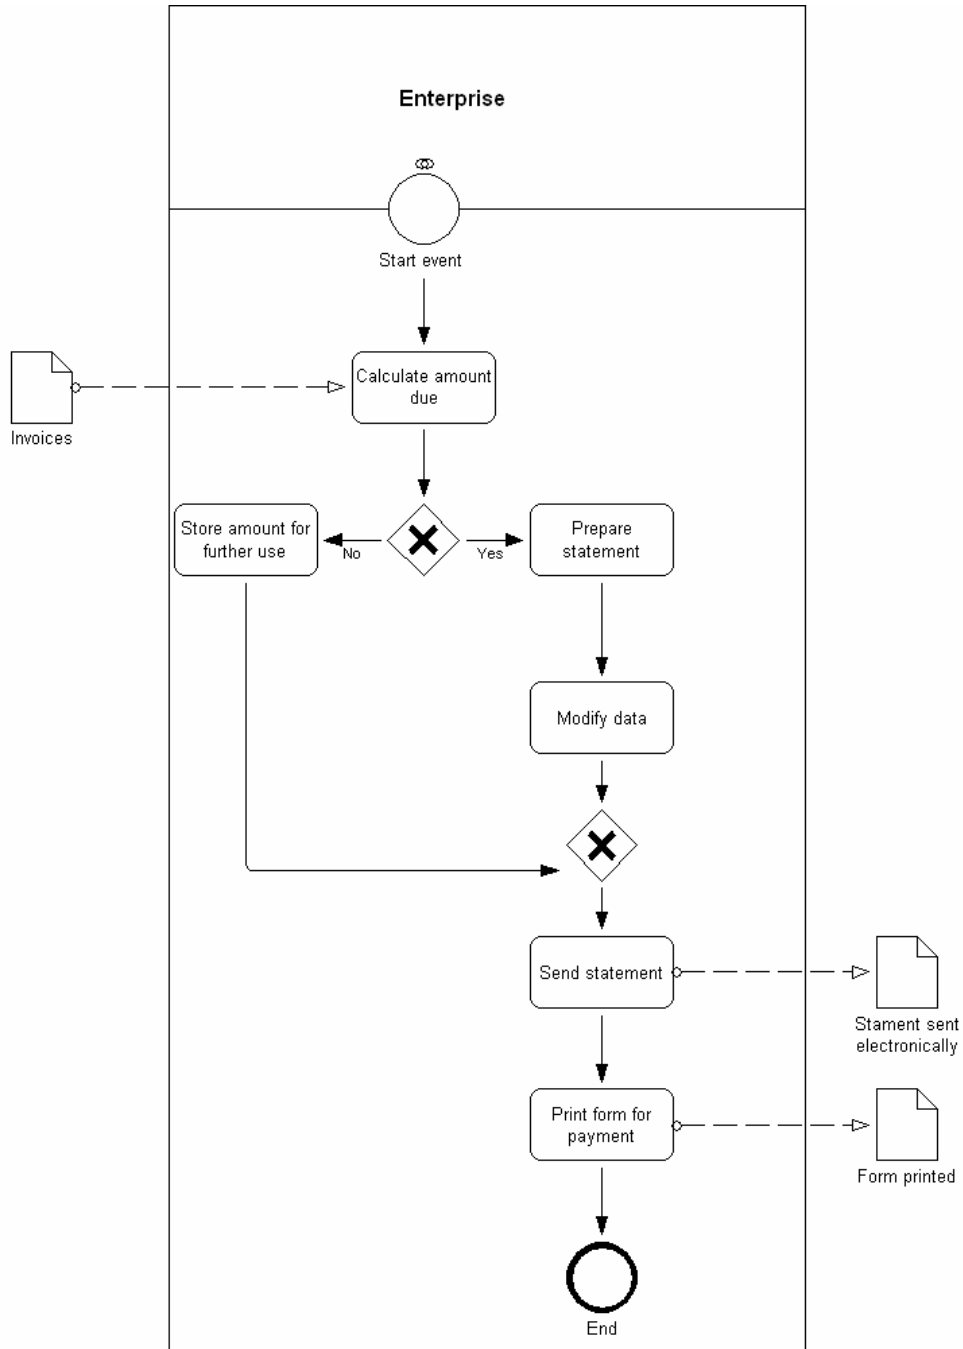 Enterprise
Start event
Calculate amount
due
Invoices
Store amount for
further use
No
Yes
Prepare
statement
Modify data
Send statement
Stament sent
electronically
Print form for
payment
Form printed
End